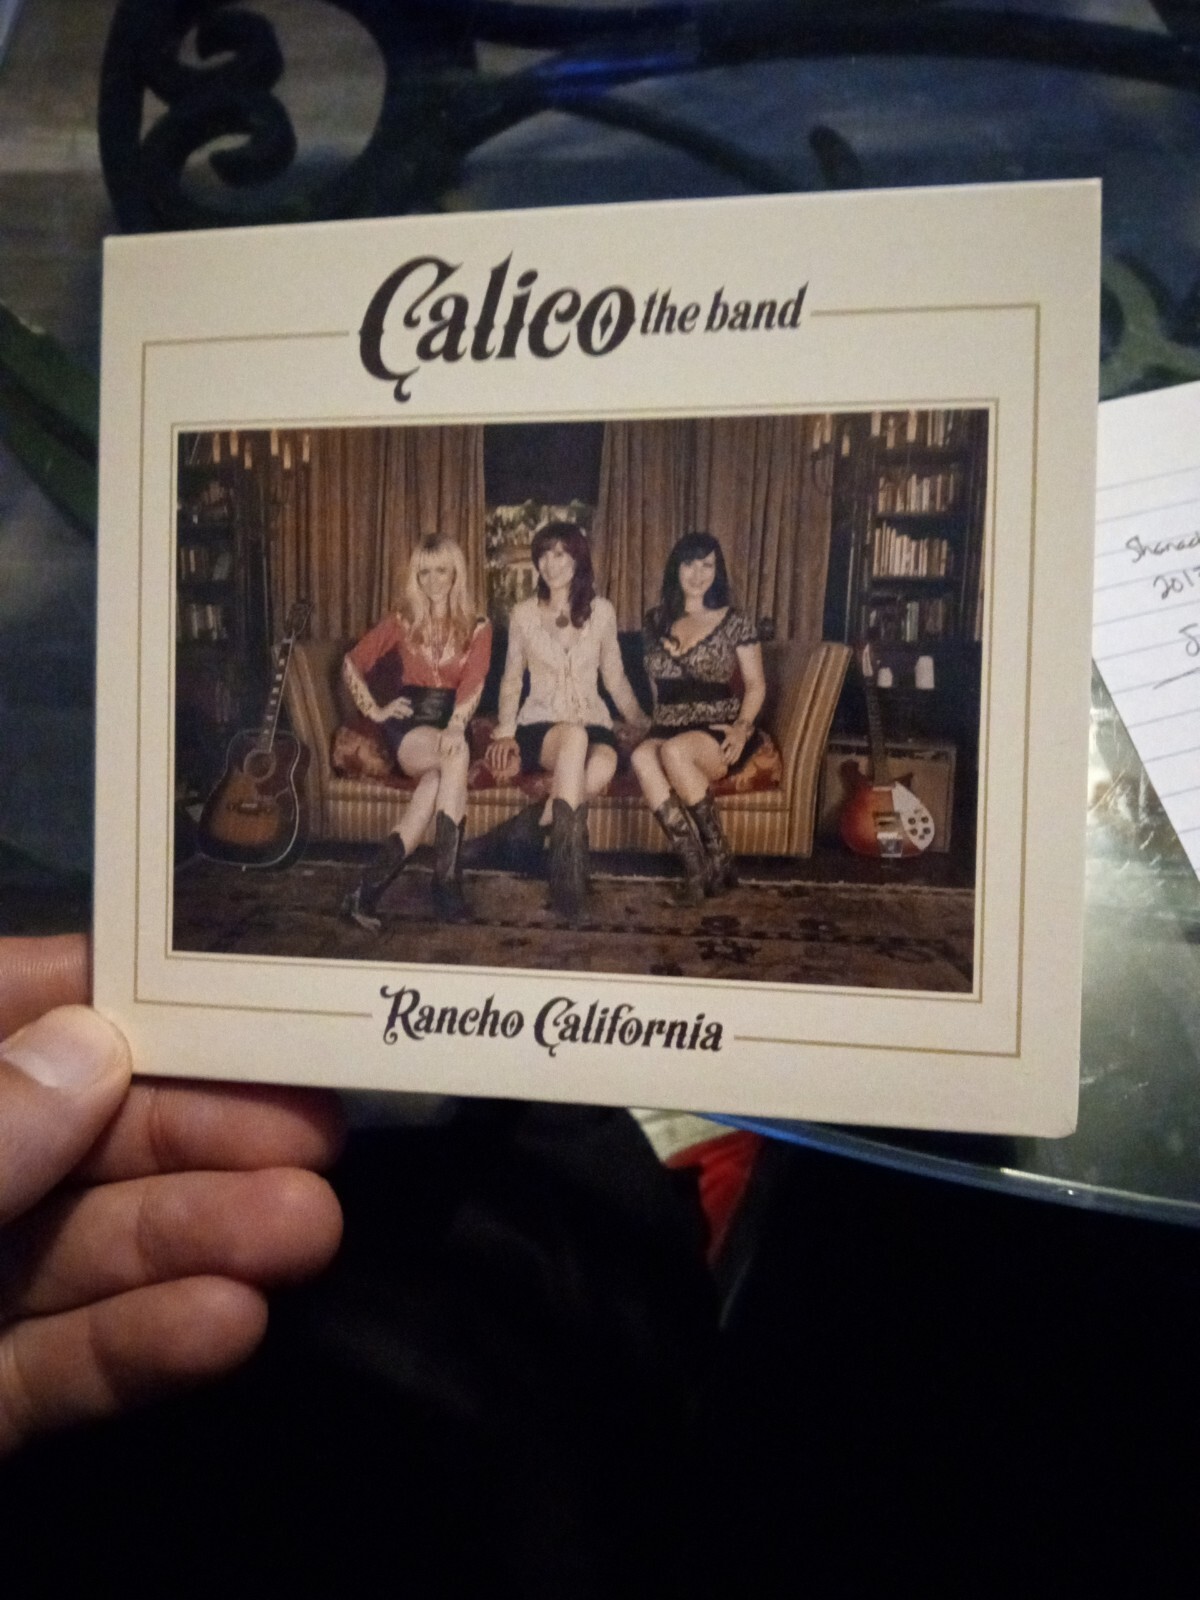 Calico the band
Rancho California